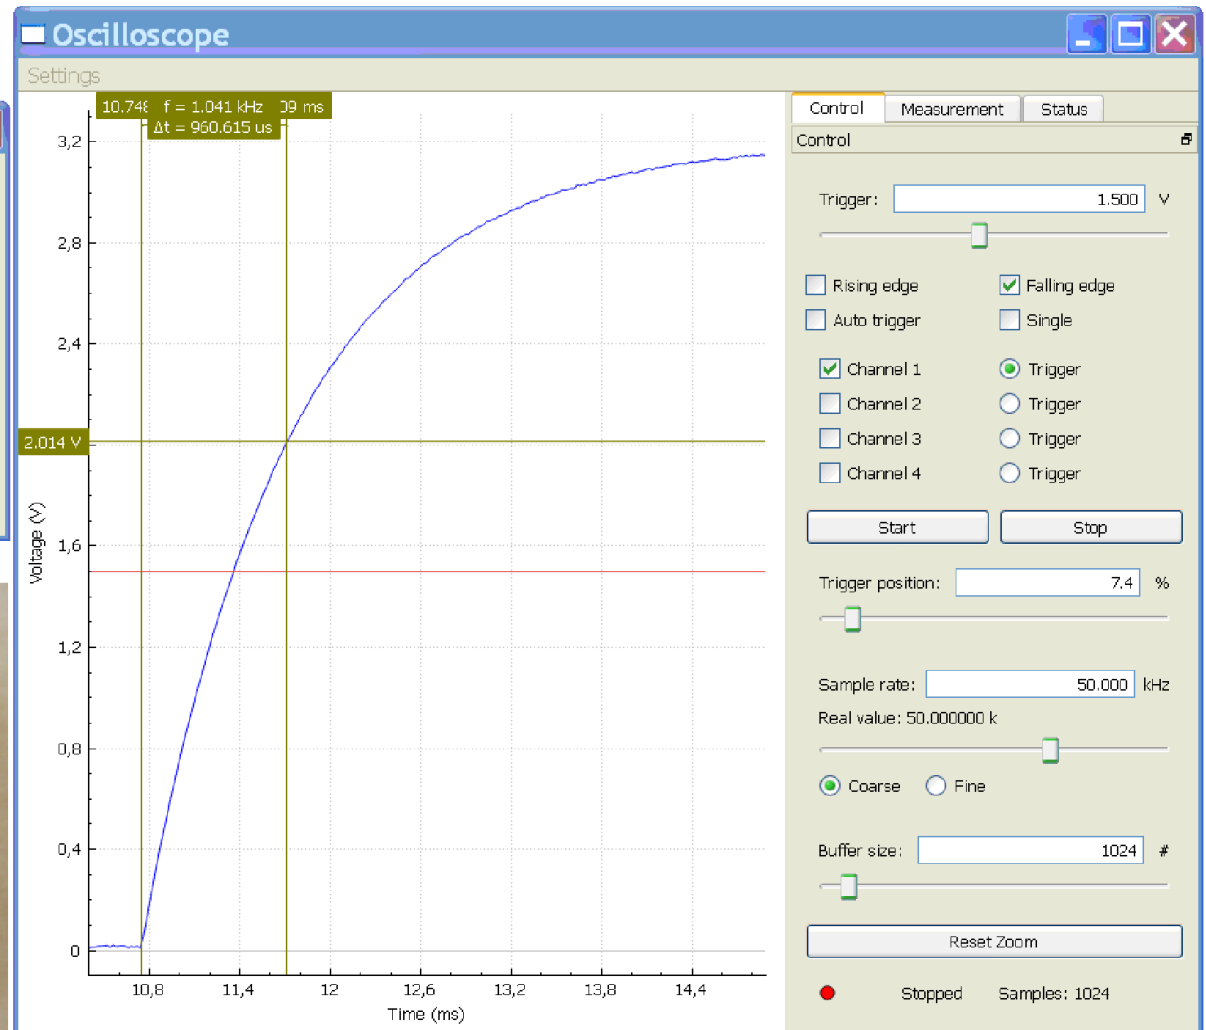 Oscilloscope
Settings
10.748 f = 1.041 kHz 09 ms
Δt = 960.615 us
3,2
2,8
2,4
2.014 V
1,6
1,2
0,8
0,4
0
Voltage (V)
10,8 11,4 12 12,6 13,2 13,8 14,4
Time (ms)
Control Measurement Status
Control
Trigger: 1.500 V
Rising edge Falling edge
Auto trigger Single
Channel 1 Trigger
Channel 2 Trigger
Channel 3 Trigger
Channel 4 Trigger
Start Stop
Trigger position: 7.4 %
Sample rate: 50.000 kHz
Real value: 50.000000 k
Coarse Fine
Buffer size: 1024 #
Reset Zoom
Stopped Samples: 1024